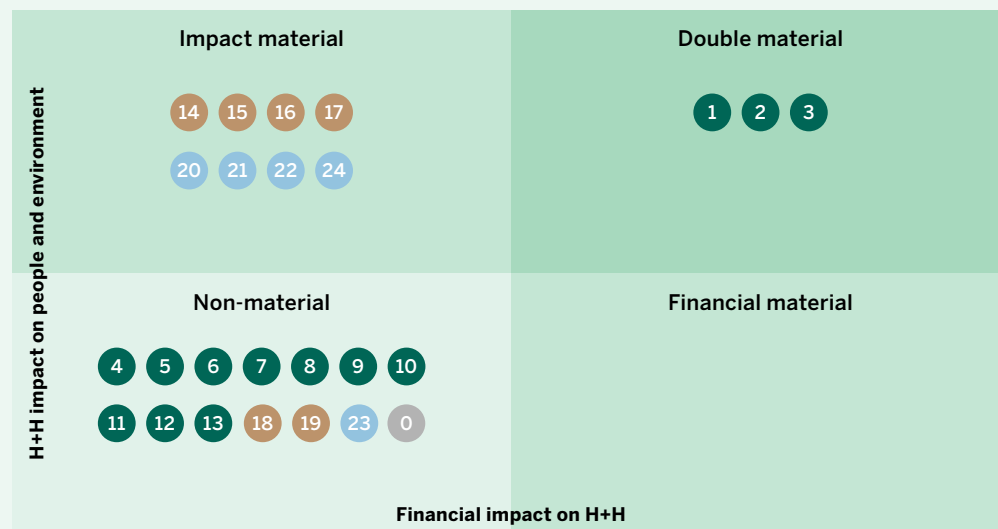 Impact material
Double material
14 15 16 17
1 2 3
20 21 22 24
H+H impact on people and environment
Non-material
Financial material
4 5 6 7 8 9 10
11 12 13 18 19 23 0
Financial impact on H+H